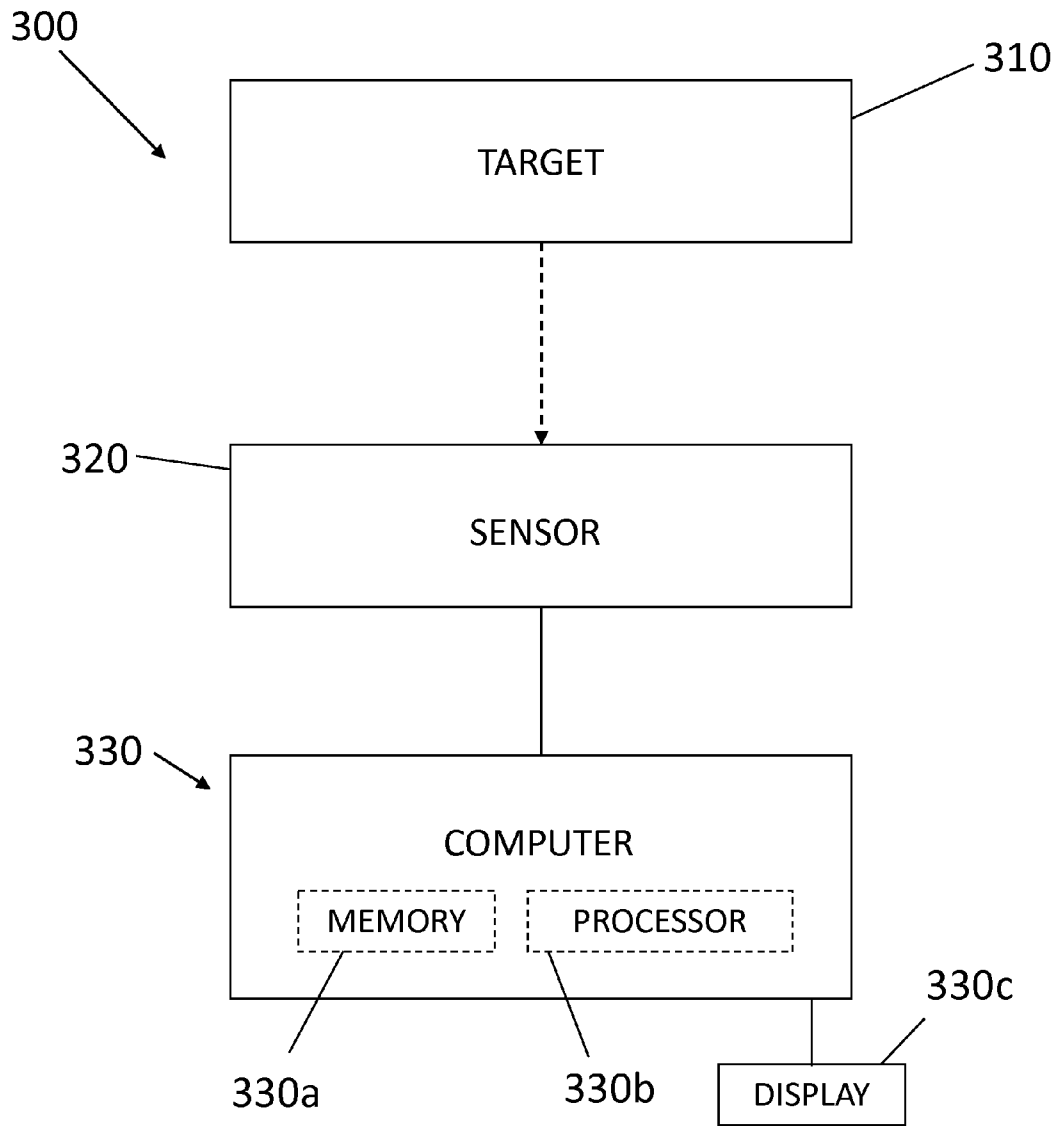 300
310
TARGET
320
SENSOR
330
COMPUTER
MEMORY
PROCESSOR
330c
330a
330b
DISPLAY